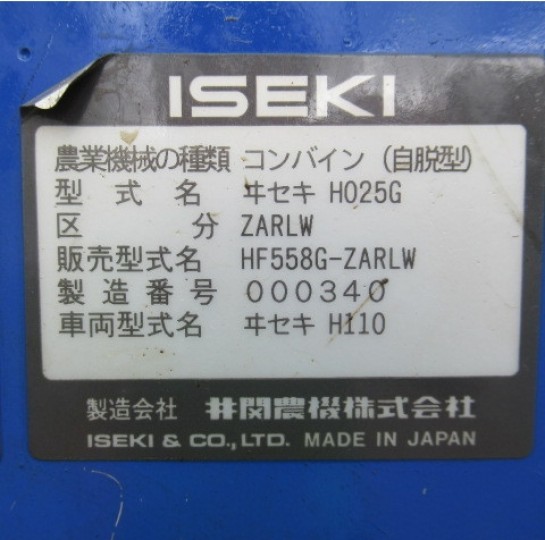 ISEKI
農業機械の種類 コンバイン (自脱型)
型式名 ヰセキ HO25G
区分 ZARLW
販売型式名 HF558G-ZARLW
製造番号 000340
車両型式名 ヰセキ H110
製造会社 井関農機株式会社
ISEKI & CO.,LTD. MADE IN JAPAN